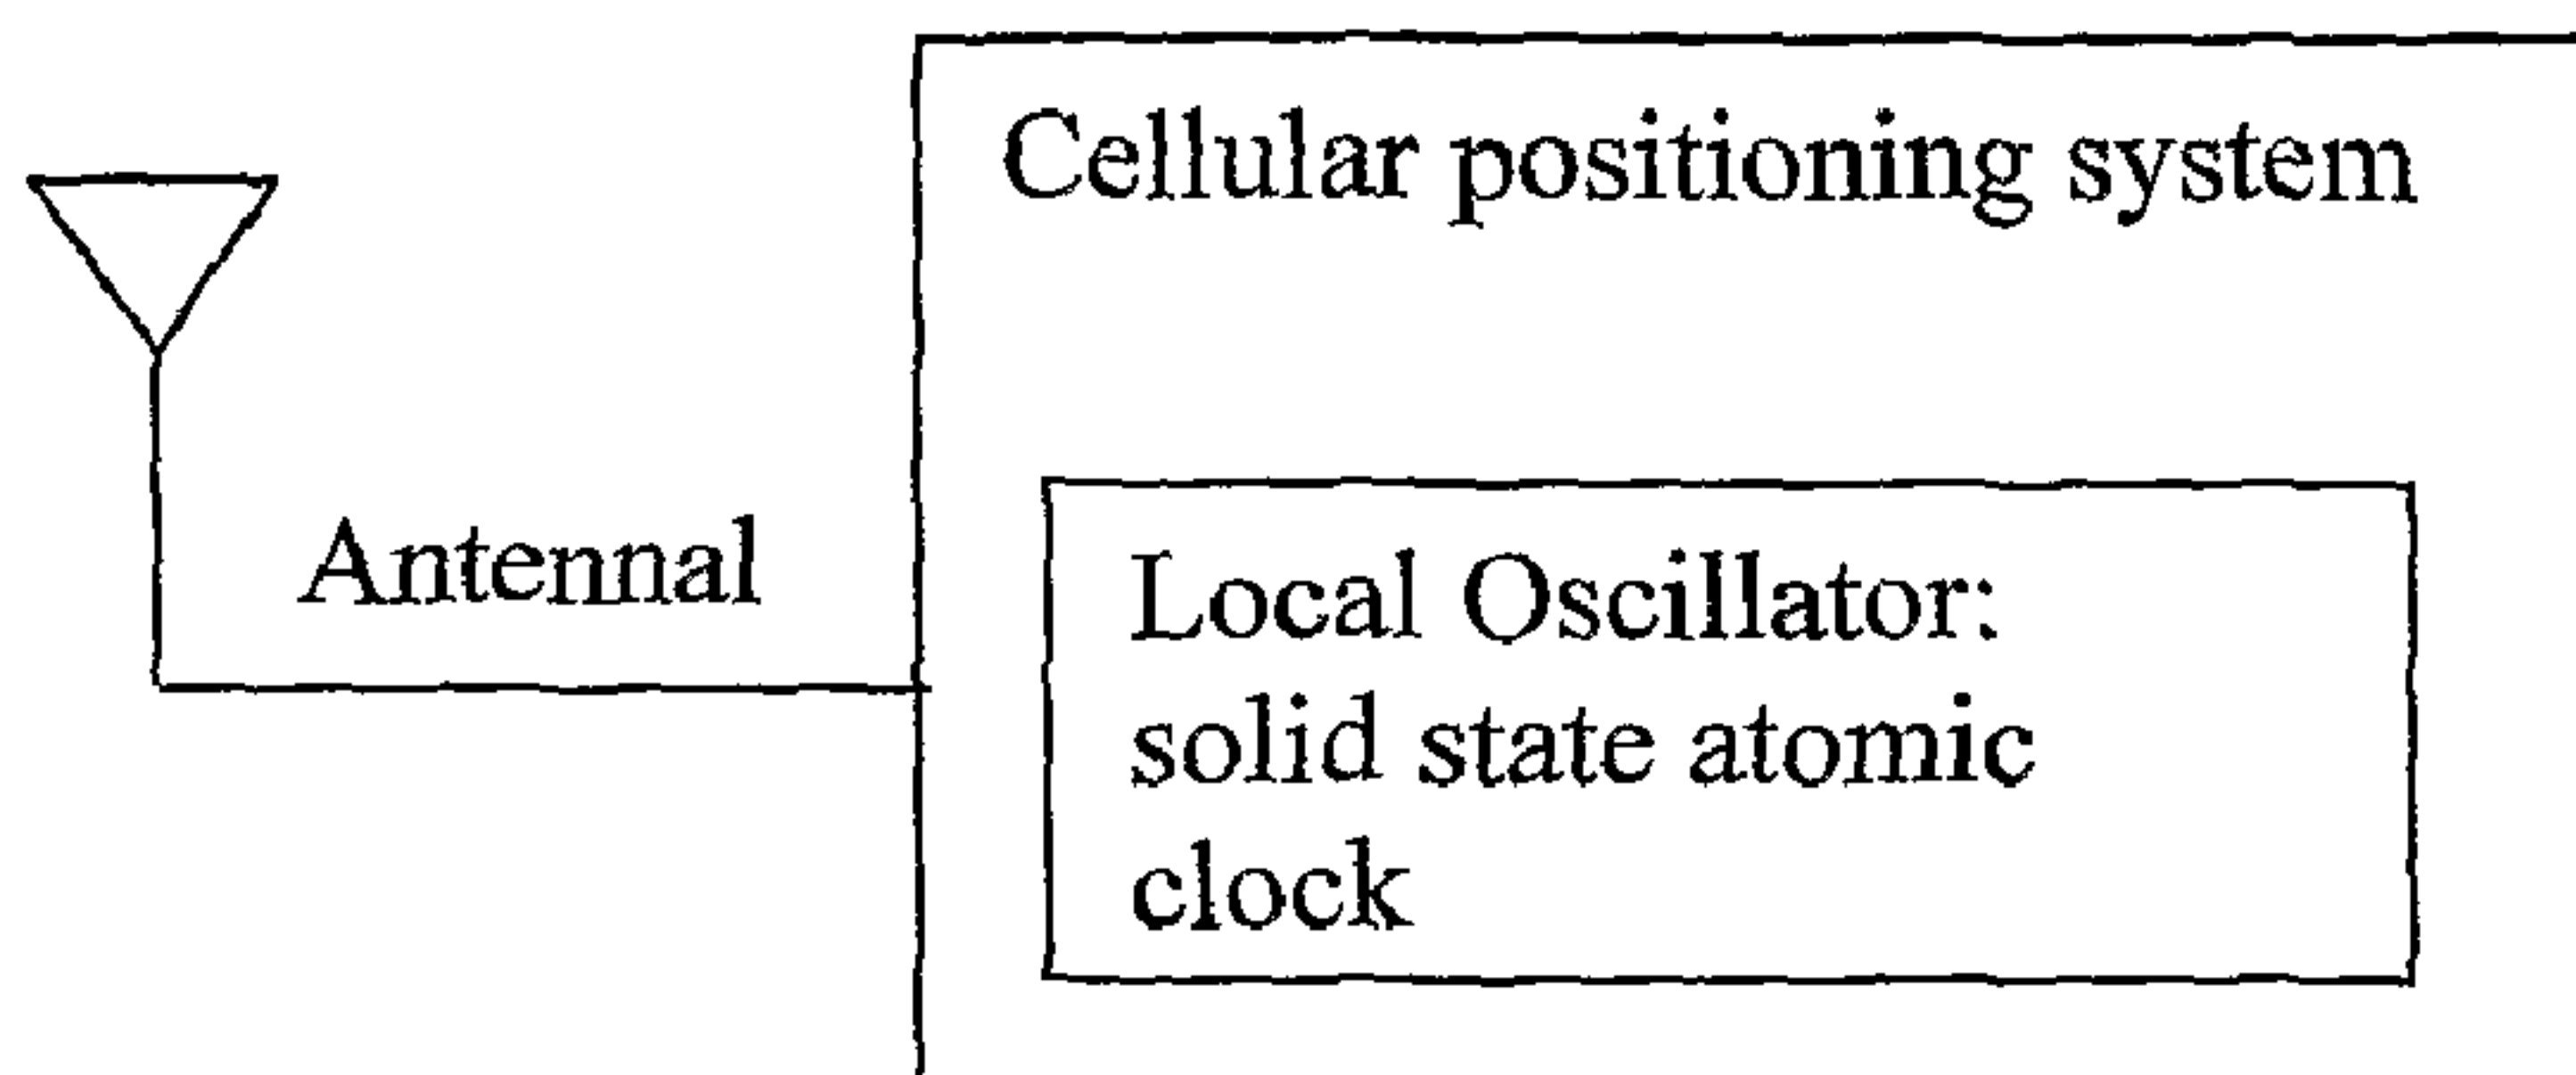 Cellular positioning system
Antennal
Local Oscillator:
solid state atomic
clock